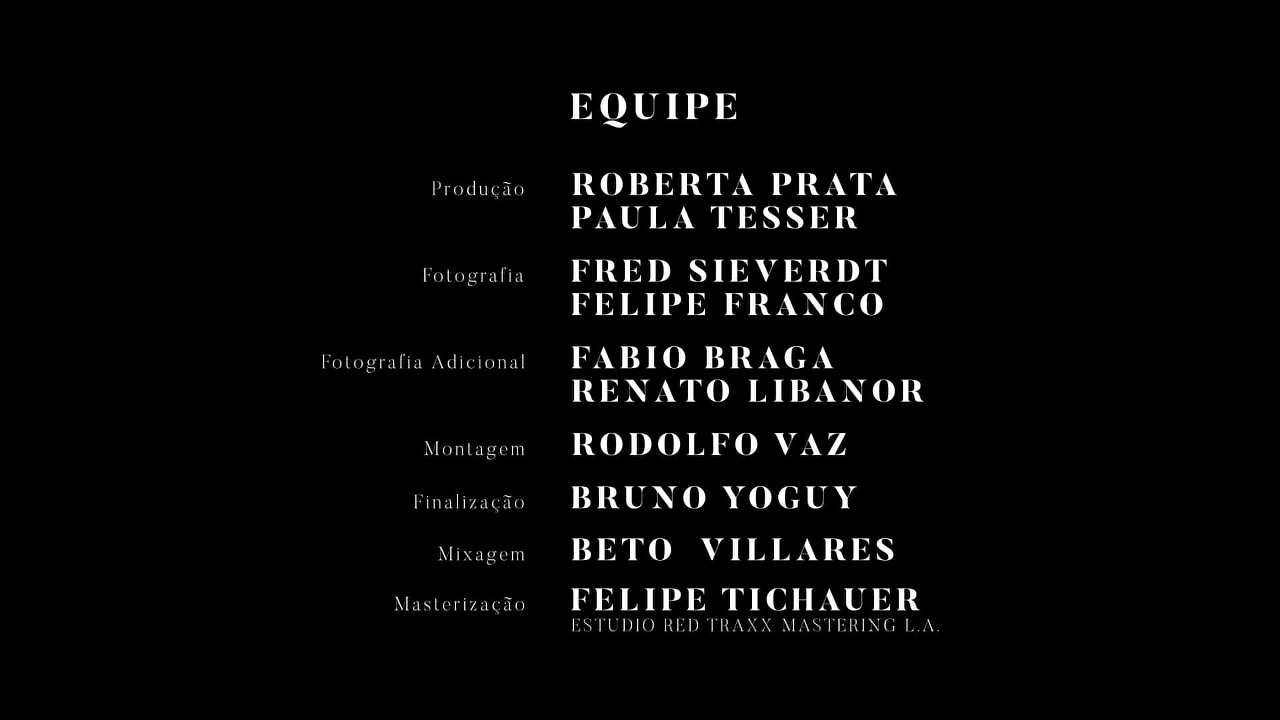 EQUIPE
Produção ROBERTA PRATA
PAULA TESSER
Fotografia FRED SIEVERDT
FELIPE FRANCO
Fotografia Adicional FABIO BRAGA
RENATO LIBANOR
Montagem RODOLFO VAZ
Finalização BRUNO YOGUY
Mixagem BETO VILLARES
Masterização FELIPE TICHAUER
ESTUDIO RED TRAXX MASTERING L.A.